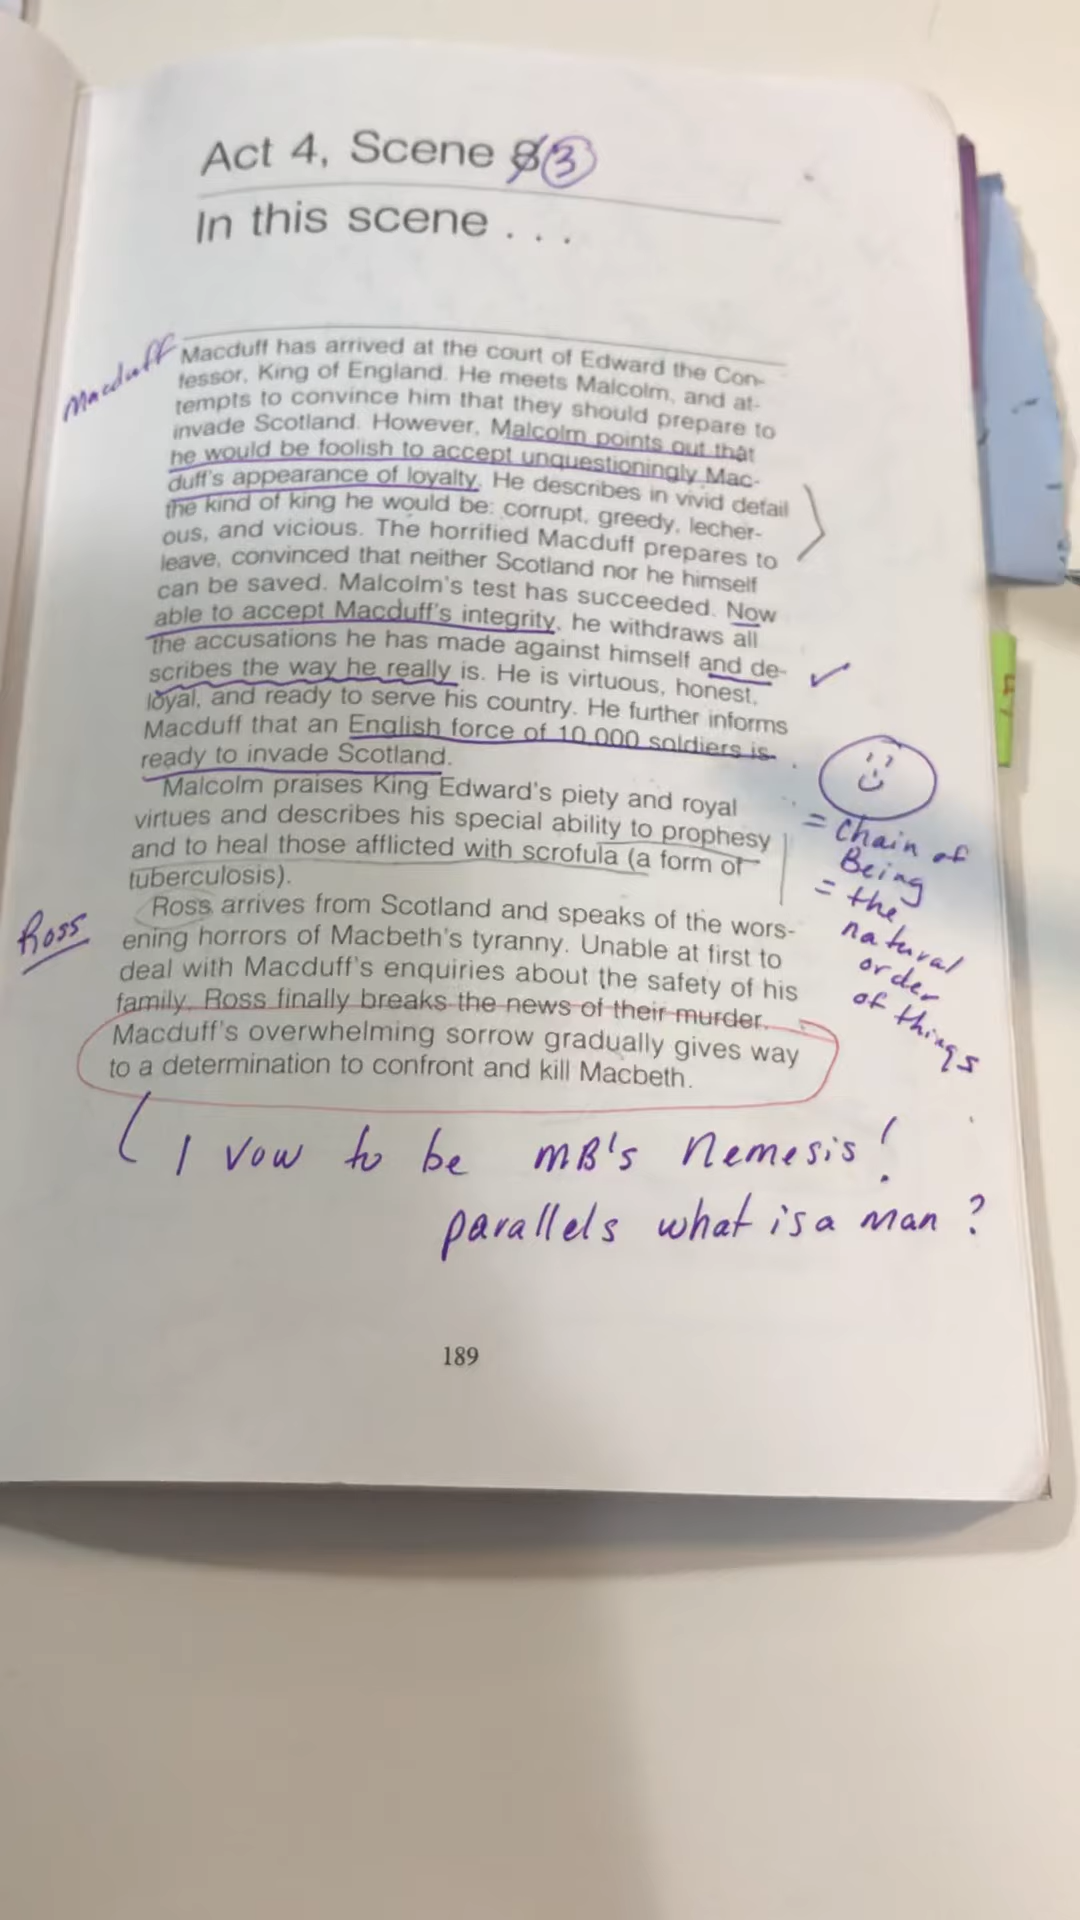 Act 4, Scene 8 3
In this scene . . .
Macduff
Macduff has arrived at the court of Edward the Con-
fessor, King of England. He meets Malcolm, and at-
tempts to convince him that they should prepare to
invade Scotland. However, Malcolm points out that
he would be foolish to accept unquestioningly Mac-
duff's appearance of loyalty. He describes in vivid detail
the kind of king he would be: corrupt, greedy, lecher-
ous, and vicious. The horrified Macduff prepares to
leave, convinced that neither Scotland nor he himself
can be saved. Malcolm's test has succeeded. Now
able to accept Macduff's integrity, he withdraws all
the accusations he has made against himself and de-
scribes the way he really is. He is virtuous, honest,
loyal, and ready to serve his country. He further informs
Macduff that an English force of 10,000 soldiers is
ready to invade Scotland.
Malcolm praises King Edward's piety and royal
virtues and describes his special ability to prophesy
and to heal those afflicted with scrofula (a form of
tuberculosis).
= Chain of
Being
= the
natural
order
of things
Ross
Ross arrives from Scotland and speaks of the wors-
ening horrors of Macbeth's tyranny. Unable at first to
deal with Macduff's enquiries about the safety of his
family, Ross finally breaks the news of their murder.
Macduff's overwhelming sorrow gradually gives way
to a determination to confront and kill Macbeth.
I vow to be MB's Nemesis!
parallels what is a man?
189